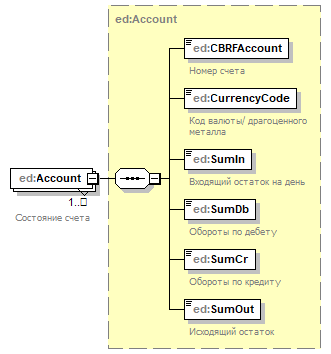 ed:Account
ed:CBRFAccount
Номер счета
ed:CurrencyCode
Код валюты/ драгоценного
металла
ed:Account
1..
Состояние счета
ed:SumIn
Входящий остаток на день
ed:SumDb
Обороты по дебету
ed:SumCr
Обороты по кредиту
ed:SumOut
Исходящий остаток